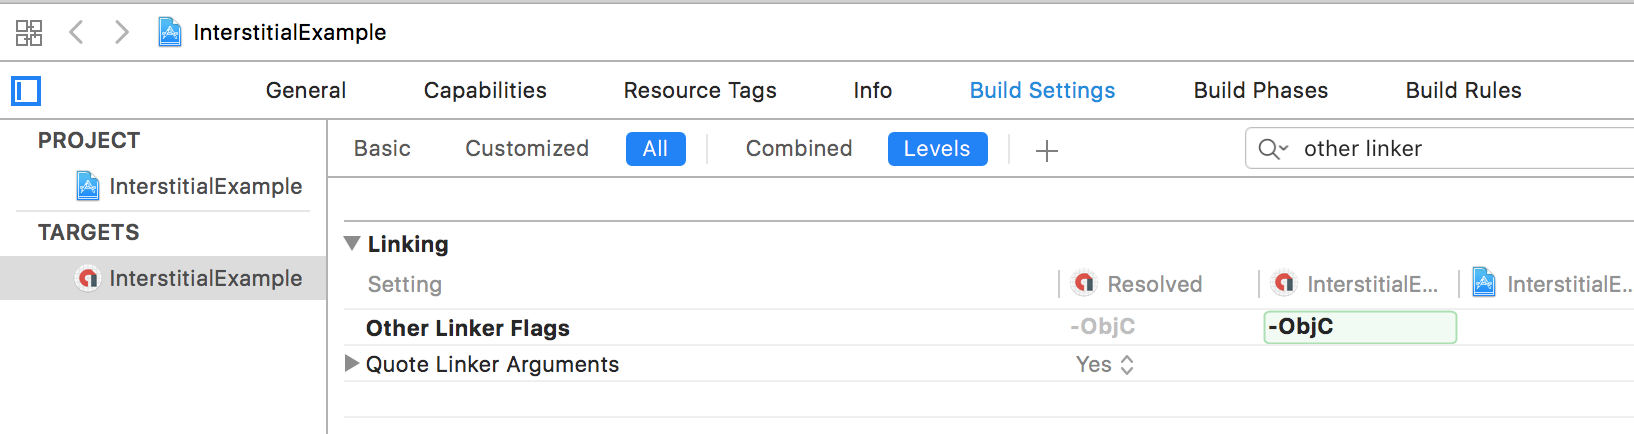 InterstitialExample
General Capabilities Resource Tags Info Build Settings Build Phases Build Rules
PROJECT
Basic Customized All Combined Levels other linker
InterstitialExample
TARGETS
InterstitialExample
Linking
Setting Resolved InterstitialE... InterstitialE...
Other Linker Flags -ObjC -ObjC
Quote Linker Arguments Yes